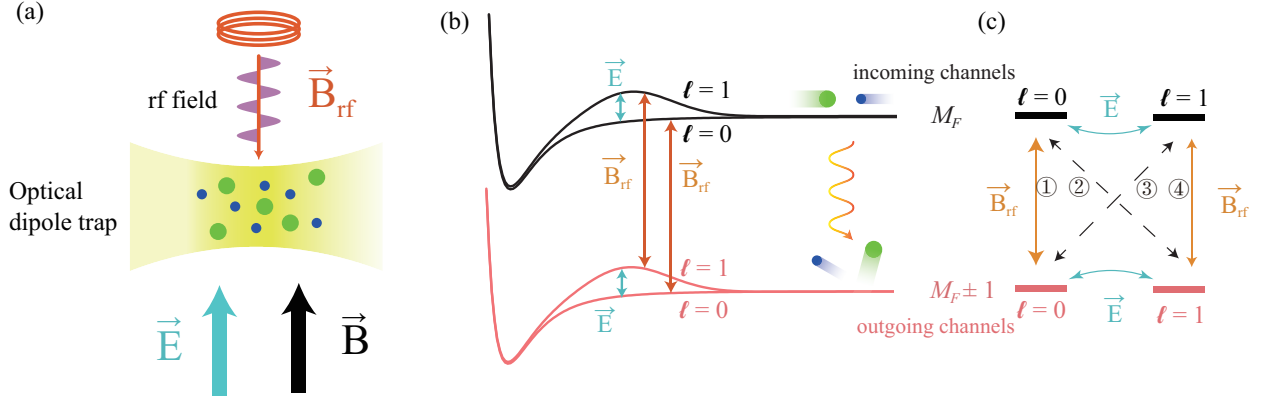 (a)
rf field
B⃗rf
Optical
dipole trap
E⃗
B⃗
(b)
E⃗
ℓ = 1
ℓ = 0
incoming channels
M_F
B⃗rf
B⃗rf
ℓ = 1
ℓ = 0
E⃗
M_F ± 1
outgoing channels
(c)
ℓ = 0
E⃗
ℓ = 1
B⃗rf
① ② ③ ④
B⃗rf
ℓ = 0
E⃗
ℓ = 1